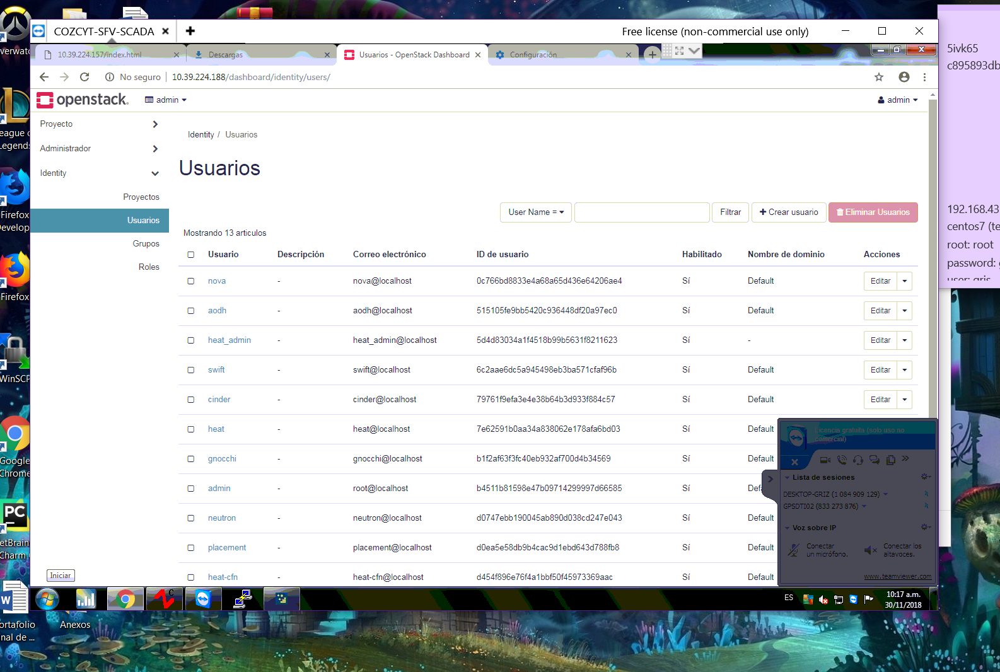 COZCYT-SFV-SCADA
Free license (non-commercial use only)
10.39.224.157/index.html
Descargas
Usuarios - OpenStack Dashboard
Configuración
No seguro
10.39.224.188/dashboard/identity/users/
openstack.
admin
admin
Proyecto
Administrador
Identity
Proyectos
Usuarios
Grupos
Roles
Identity / Usuarios
Usuarios
User Name =
Filtrar
Crear usuario
Eliminar Usuarios
Mostrando 13 articulos
Usuario Descripción Correo electrónico ID de usuario Habilitado Nombre de dominio Acciones
nova - nova@localhost 0c766bd8833e4a68a65d436e64206ae4 Sí Default Editar
aodh - aodh@localhost 515105fe9bb5420c936448df20a97ec0 Sí Default Editar
heat_admin - heat_admin@localhost 5d4d83034a1f4518b99b5631f8211623 Sí - Editar
swift - swift@localhost 6c2aae6dc5a945498eb3ba571cfaf96b Sí Default Editar
cinder - cinder@localhost 79761f9efa3e4e38b64b3d933f884c57 Sí Default Editar
heat - heat@localhost 7e62591b0aa34a838062e178afa6bd03 Sí Default
gnocchi - gnocchi@localhost b1f2af63f3fc40eb932af700d4b34569 Sí Default
admin - root@localhost b4511b81598e47b09714299997d66585 Sí Def
neutron - neutron@localhost d0747ebb190045ab890d038cd247e043 Sí Default
placement - placement@localhost d0ea5e58db9b4cac9d1ebd643d788fb8 Sí Default
heat-cfn - heat-cfn@localhost d454f896e76f4a1bbf50f45973369aac Sí Default
Licencia gratuita (solo uso no
comercial)
Lista de sesiones
DESKTOP-GRIZ (1 084 909 129)
GPSDTI02 (833 273 876)
Voz sobre IP
Conectar
un micrófono.
Conectar los
altavoces.
www.teamviewer.com
Iniciar
ES
10:17 a.m.
30/11/2018
5ivk65
c895893db
192.168.43
centos7 (te
root: root
password: g
user: gris
verwatc
eague o
Legends
Firefox
Develop
Firefox
WinSCP
Google
Chrome
PC
etBrain
Charm
ortafolio
nal de ...
Anexos